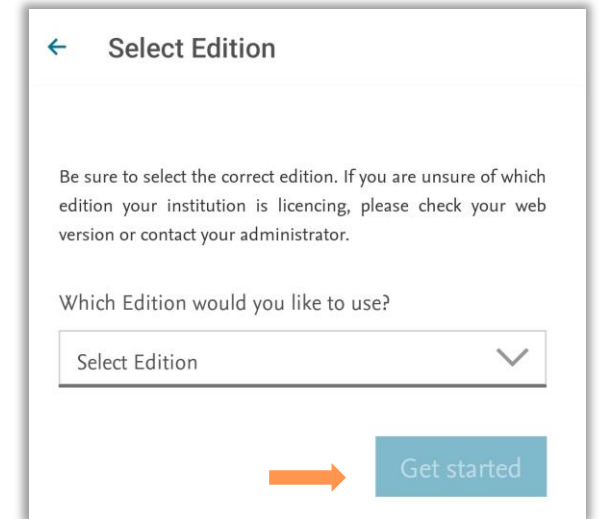 Select Edition
Be sure to select the correct edition. If you are unsure of which
edition your institution is licencing, please check your web
version or contact your administrator.
Which Edition would you like to use?
Select Edition
Get started